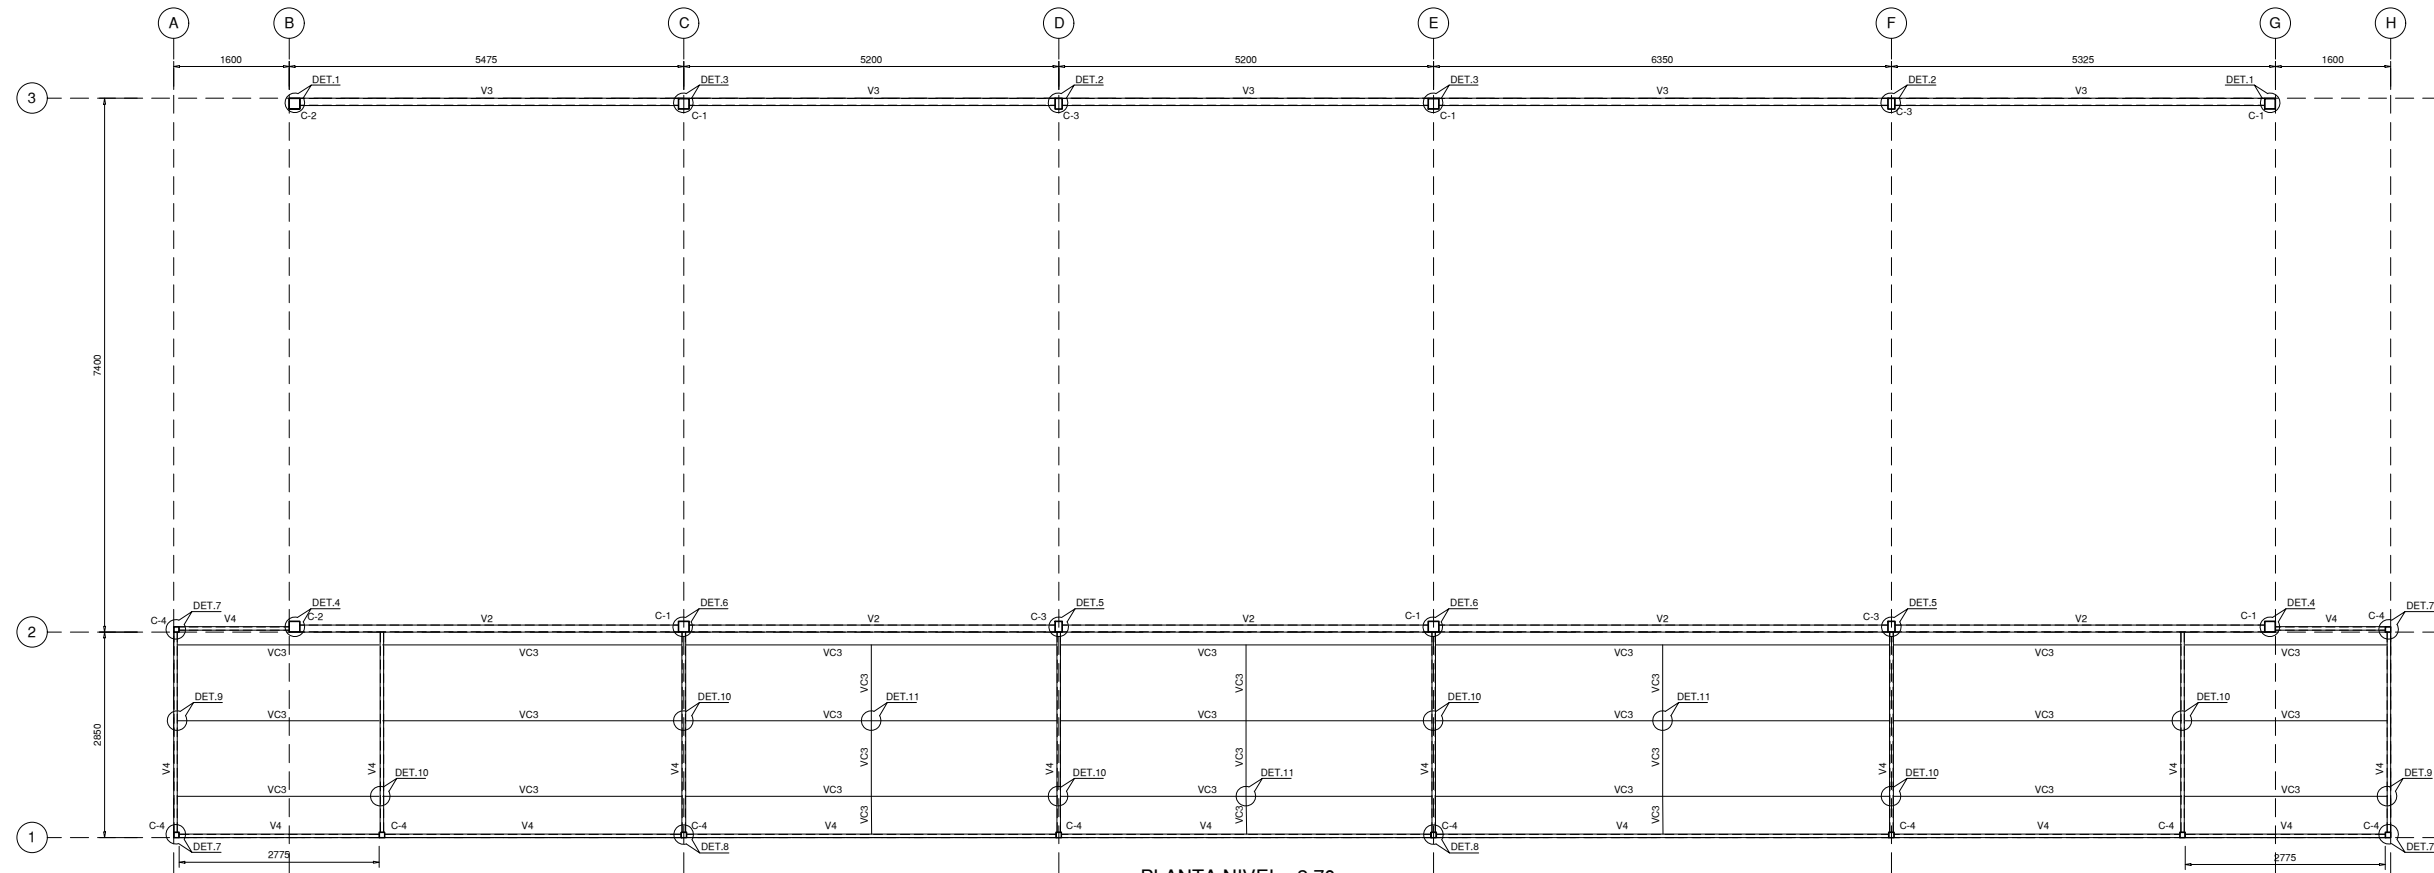 A B C D E F G H
1600 5475 5200 5200 6350 5325 1600
DET.1 DET.3 DET.2 DET.3 DET.2 DET.1
3 V3 V3 V3 V3 V3
C-2 C-1 C-3 C-1 C-3 C-1
7400
DET.7 DET.4 DET.6 DET.5 DET.6 DET.5 DET.4 DET.7
C-4 V4 C-2 V2 C-1 V2 C-3 V2 C-1 V2 C-3 V2 C-1 V4 C-4
2
VC3 VC3 VC3 VC3 VC3 VC3 VC3
VC3 VC3 VC3
DET.9 DET.10 DET.11 DET.10 DET.11 DET.10
VC3 VC3 VC3 VC3 VC3 VC3 VC3
2850
V4 V4 V4 VC3 V4 VC3 V4 VC3 V4 V4 V4
DET.10 DET.10 DET.11 DET.10 DET.9
VC3 VC3 VC3 VC3 VC3 VC3 VC3
VC3 VC3 VC3
C-4 V4 C-4 V4 C-4 V4 C-4 V4 C-4 V4 C-4 V4 C-4 V4 C-4
1
DET.7 DET.8 DET.8 DET.7
2775 2775